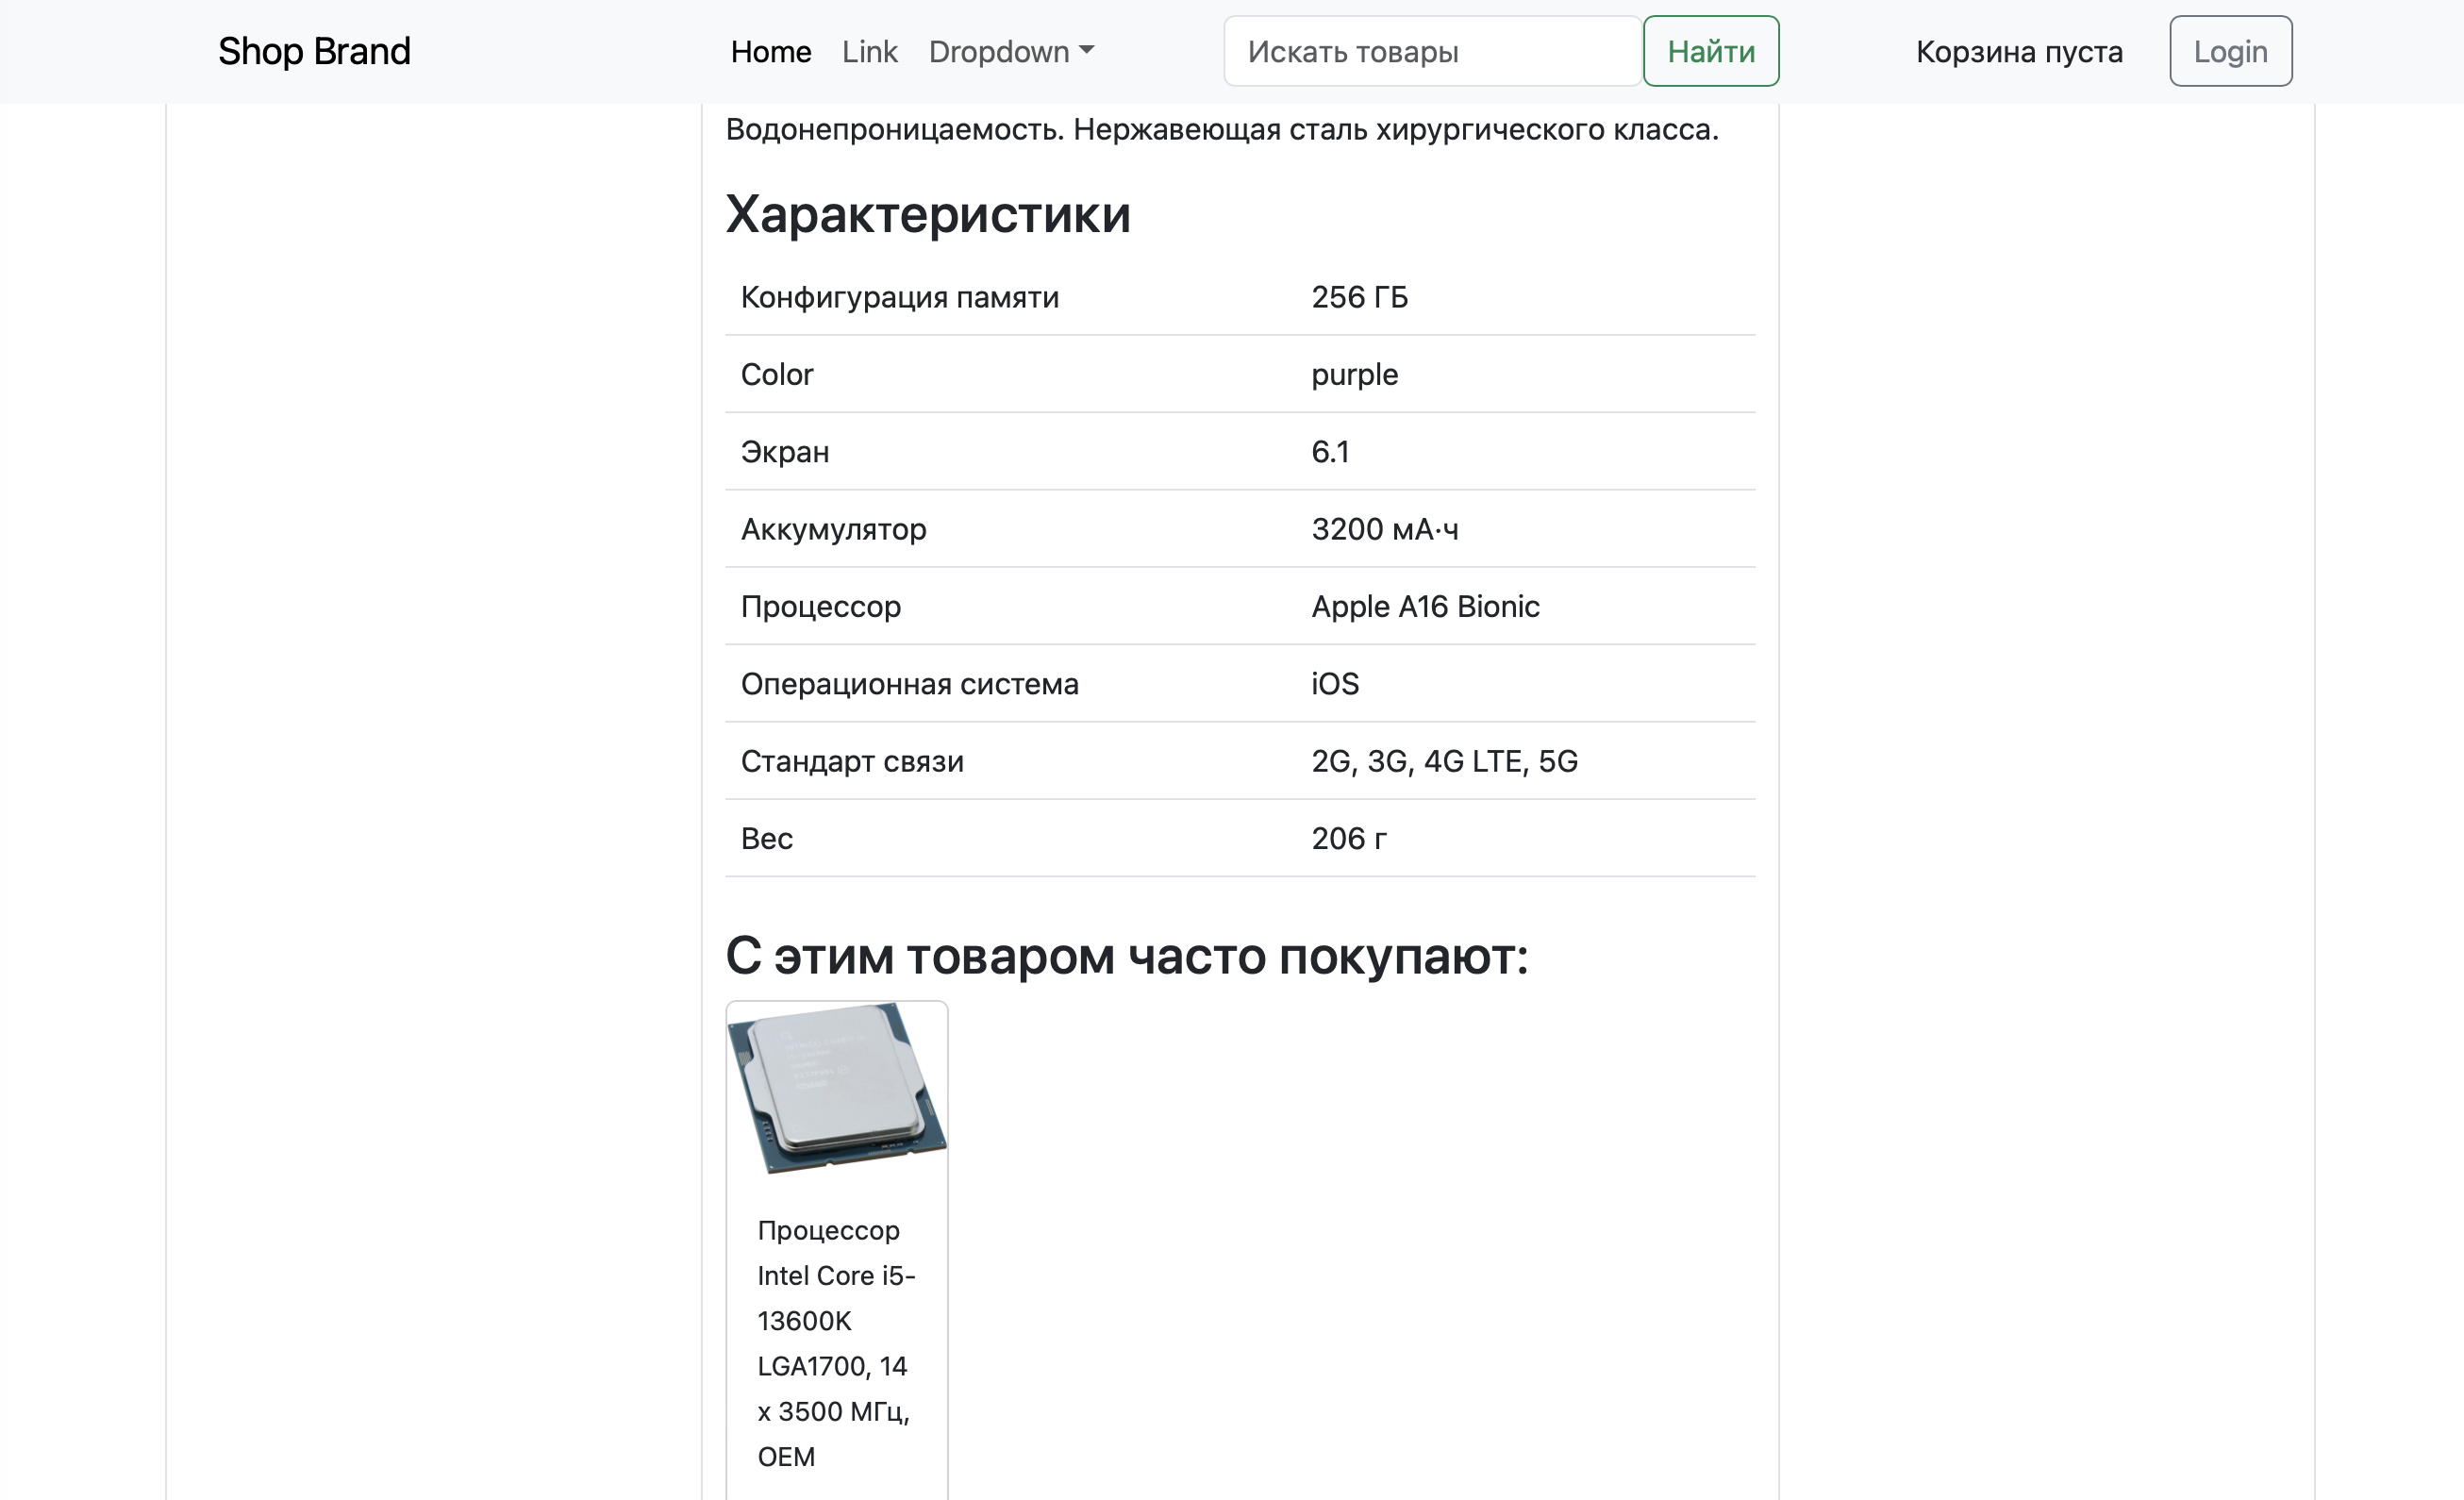 Shop Brand Home Link Dropdown Искать товары Найти Корзина пуста Login
Водонепроницаемость. Нержавеющая сталь хирургического класса.
Характеристики
Конфигурация памяти 256 ГБ
Color purple
Экран 6.1
Аккумулятор 3200 мА·ч
Процессор Apple A16 Bionic
Операционная система iOS
Стандарт связи 2G, 3G, 4G LTE, 5G
Вес 206 г
С этим товаром часто покупают:
Процессор
Intel Core i5-
13600K
LGA1700, 14
x 3500 МГц,
OEM